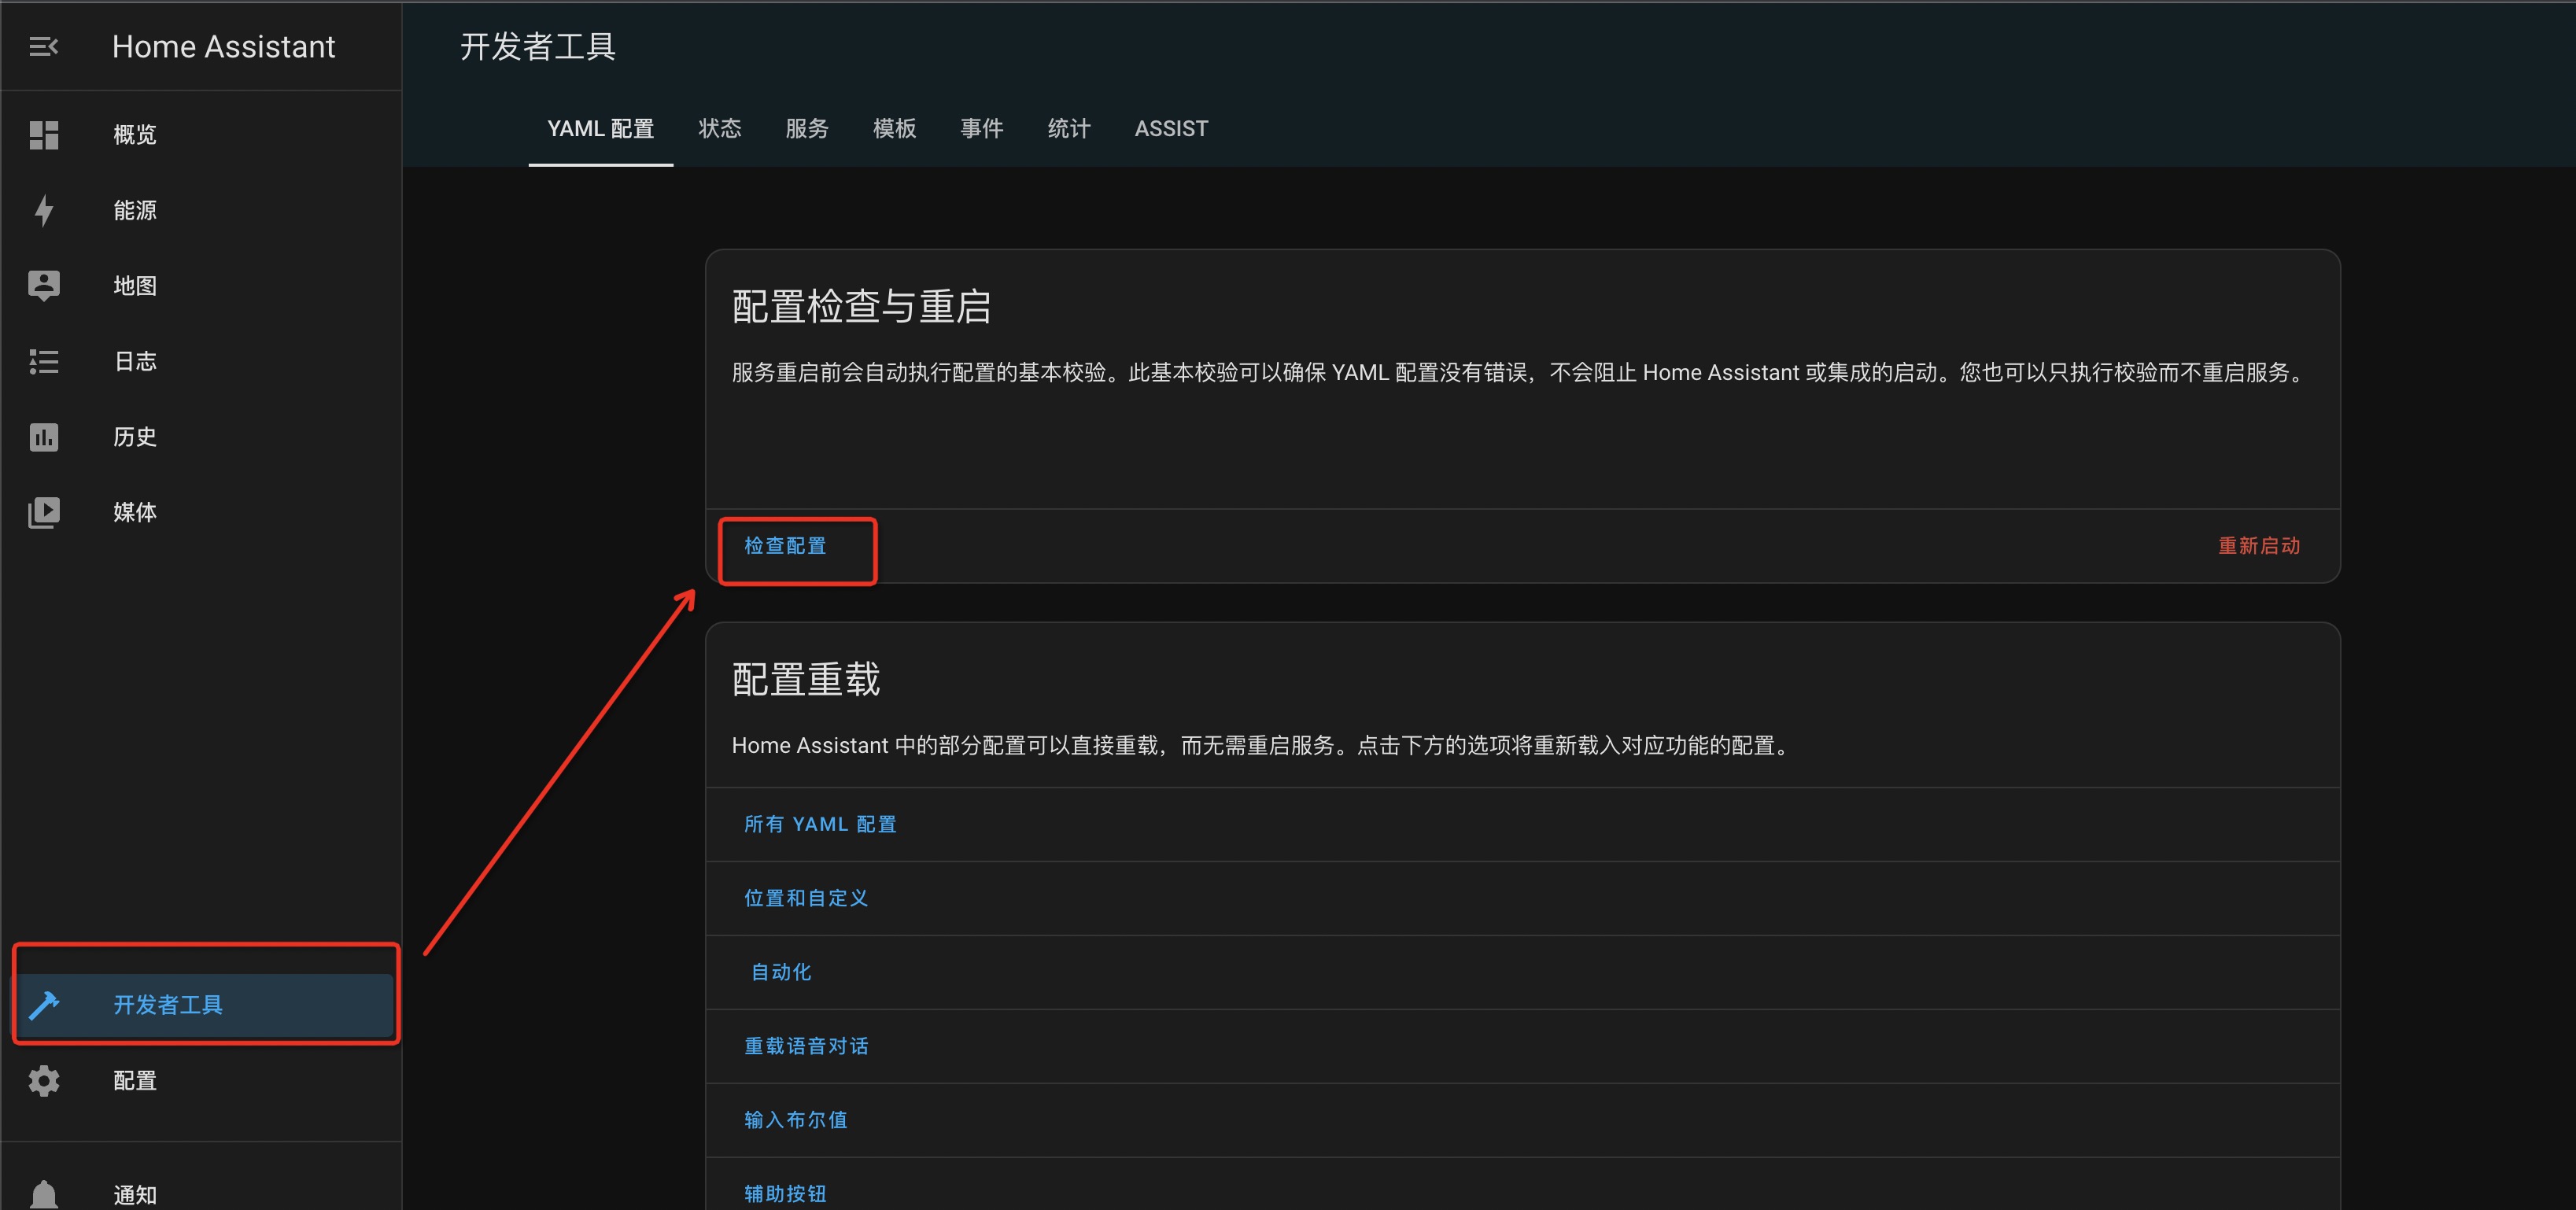 Home Assistant
概览
能源
地图
日志
历史
媒体
开发者工具
配置
通知
开发者工具
YAML 配置 状态 服务 模板 事件 统计 ASSIST
配置检查与重启
服务重启前会自动执行配置的基本校验。此基本校验可以确保 YAML 配置没有错误，不会阻止 Home Assistant 或集成的启动。您也可以只执行校验而不重启服务。
检查配置 重新启动
配置重载
Home Assistant 中的部分配置可以直接重载，而无需重启服务。点击下方的选项将重新载入对应功能的配置。
所有 YAML 配置
位置和自定义
自动化
重载语音对话
输入布尔值
辅助按钮